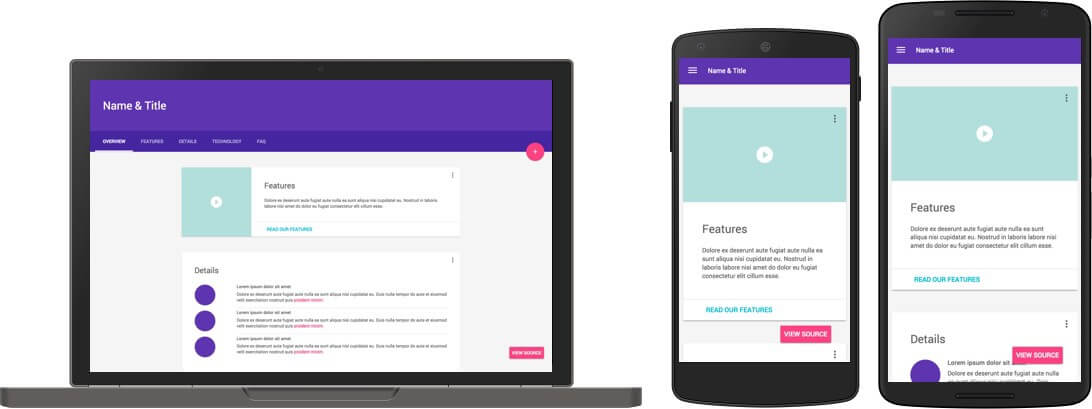 Name & Title
OVERVIEW FEATURES DETAILS TECHNOLOGY FAQ
+
Features
Dolore ex deserunt aute fugiat aute nulla ea sunt aliqua nisi cupidatat eu. Nostrud in laboris
labore nisi amet do dolor eu fugiat consectetur elit cillum esse.
READ OUR FEATURES
Details
Lorem ipsum dolor sit amet
Dolore ex deserunt aute fugiat aute nulla ea sunt aliqua nisi cupidatat eu. Duis nulla tempor do aute et eiusmod
velit exercitation nostrud quis proident minim.
Lorem ipsum dolor sit amet
Dolore ex deserunt aute fugiat aute nulla ea sunt aliqua nisi cupidatat eu. Duis nulla tempor do aute et eiusmod
velit exercitation nostrud quis proident minim.
Lorem ipsum dolor sit amet
Dolore ex deserunt aute fugiat aute nulla ea sunt aliqua nisi cupidatat eu. Duis nulla tempor do aute et eiusmod
velit exercitation nostrud quis proident minim.
VIEW SOURCE
Name & Title
Features
Dolore ex deserunt aute fugiat aute nulla ea
sunt aliqua nisi cupidatat eu. Nostrud in
laboris labore nisi amet do dolor eu fugiat
consectetur elit cillum esse.
READ OUR FEATURES
VIEW SOURCE
Name & Title
Features
Dolore ex deserunt aute fugiat aute nulla ea sunt
aliqua nisi cupidatat eu. Nostrud in laboris labore nisi
amet do dolor eu fugiat consectetur elit cillum esse.
READ OUR FEATURES
Details
Lorem ipsum dolor sit am
VIEW SOURCE